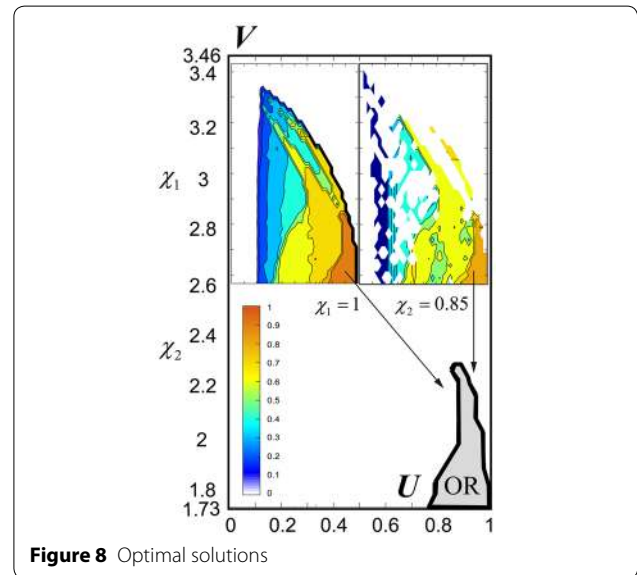 V
3.46
3.4
3.2
χ₁
3
2.8
2.6
χ₁ = 1
χ₂ = 0.85
2.4
χ₂
2.2
2
1.8
1.73
1
0.9
0.8
0.7
0.6
0.5
0.4
0.3
0.2
0.1
0
U
OR
0 0.2 0.4 0.6 0.8 1
Figure 8 Optimal solutions